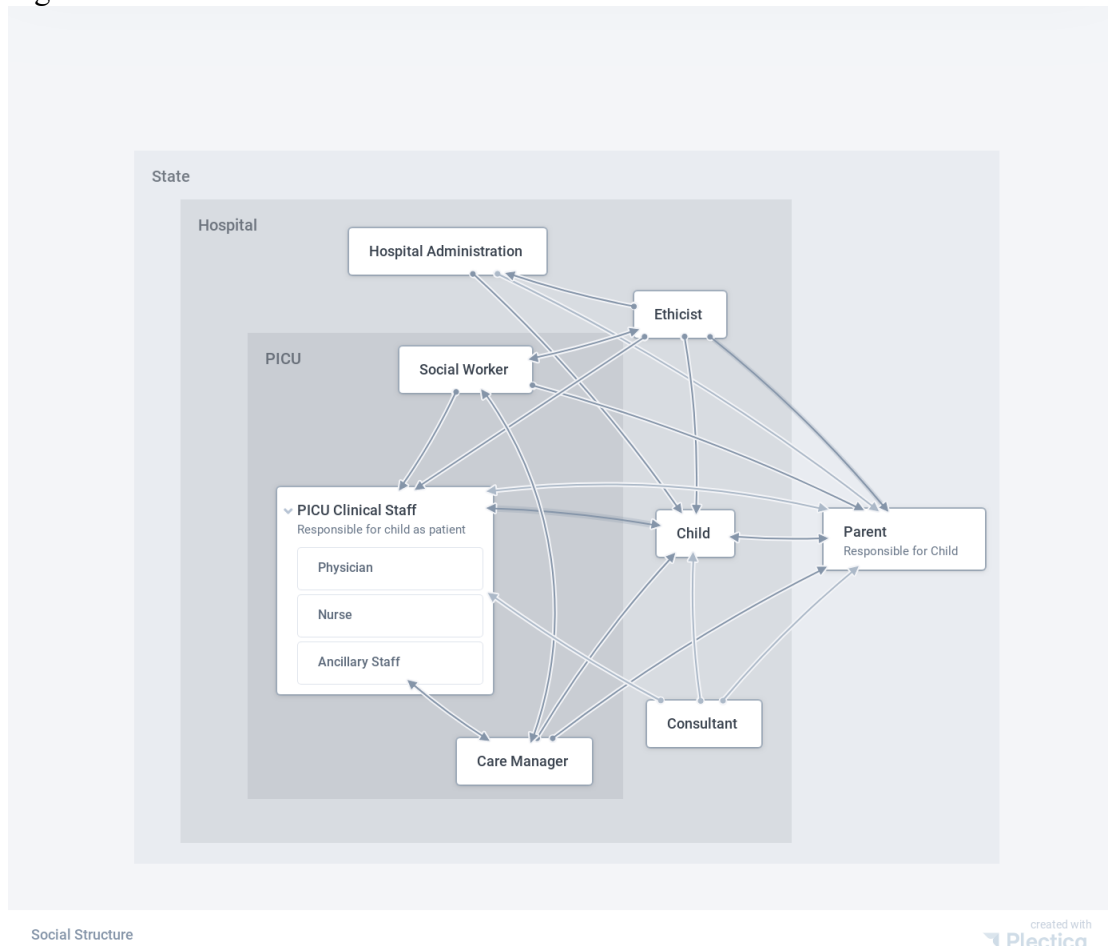 State
Hospital
Hospital Administration
Ethicist
PICU
Social Worker
PICU Clinical Staff
Responsible for child as patient
Child
Parent
Responsible for Child
Physician
Nurse
Ancillary Staff
Consultant
Care Manager
Social Structure
created with
Plectica